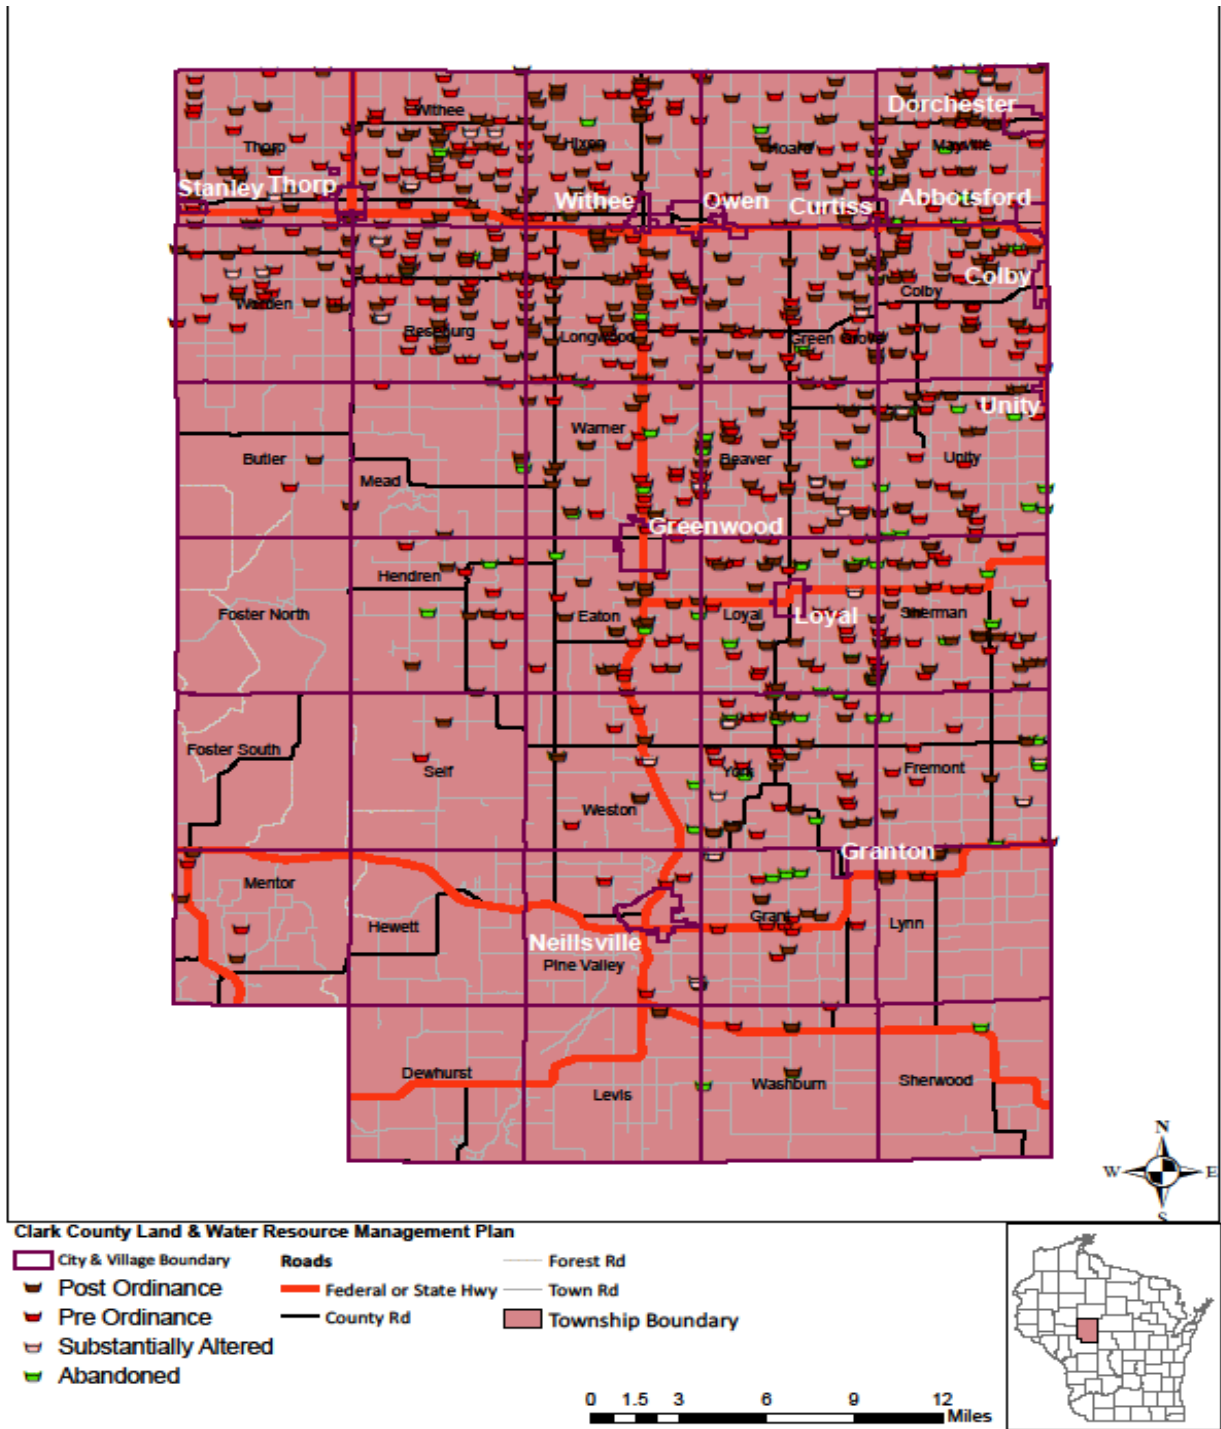 Dorchester
Withee
Thorp
Hixon
Hoard
Mayville
Stanley
Thorp
Withee
Owen
Curtiss
Abbotsford
Colby
Colby
Warden
Reseburg
Longwood
Green Grove
Unity
Warner
Butler
Mead
Beaver
Unity
Greenwood
Hendren
Foster North
Eaton
Loyal
Loyal
Sherman
Foster South
Self
York
Fremont
Weston
Granton
Mentor
Hewett
Grant
Lynn
Neillsville
Pine Valley
Dewhurst
Levis
Washburn
Sherwood
N
W
E
S
Clark County Land & Water Resource Management Plan
City & Village Boundary
Post Ordinance
Pre Ordinance
Substantially Altered
Abandoned
Roads
Federal or State Hwy
County Rd
Forest Rd
Town Rd
Township Boundary
0 1.5 3 6 9 12
Miles